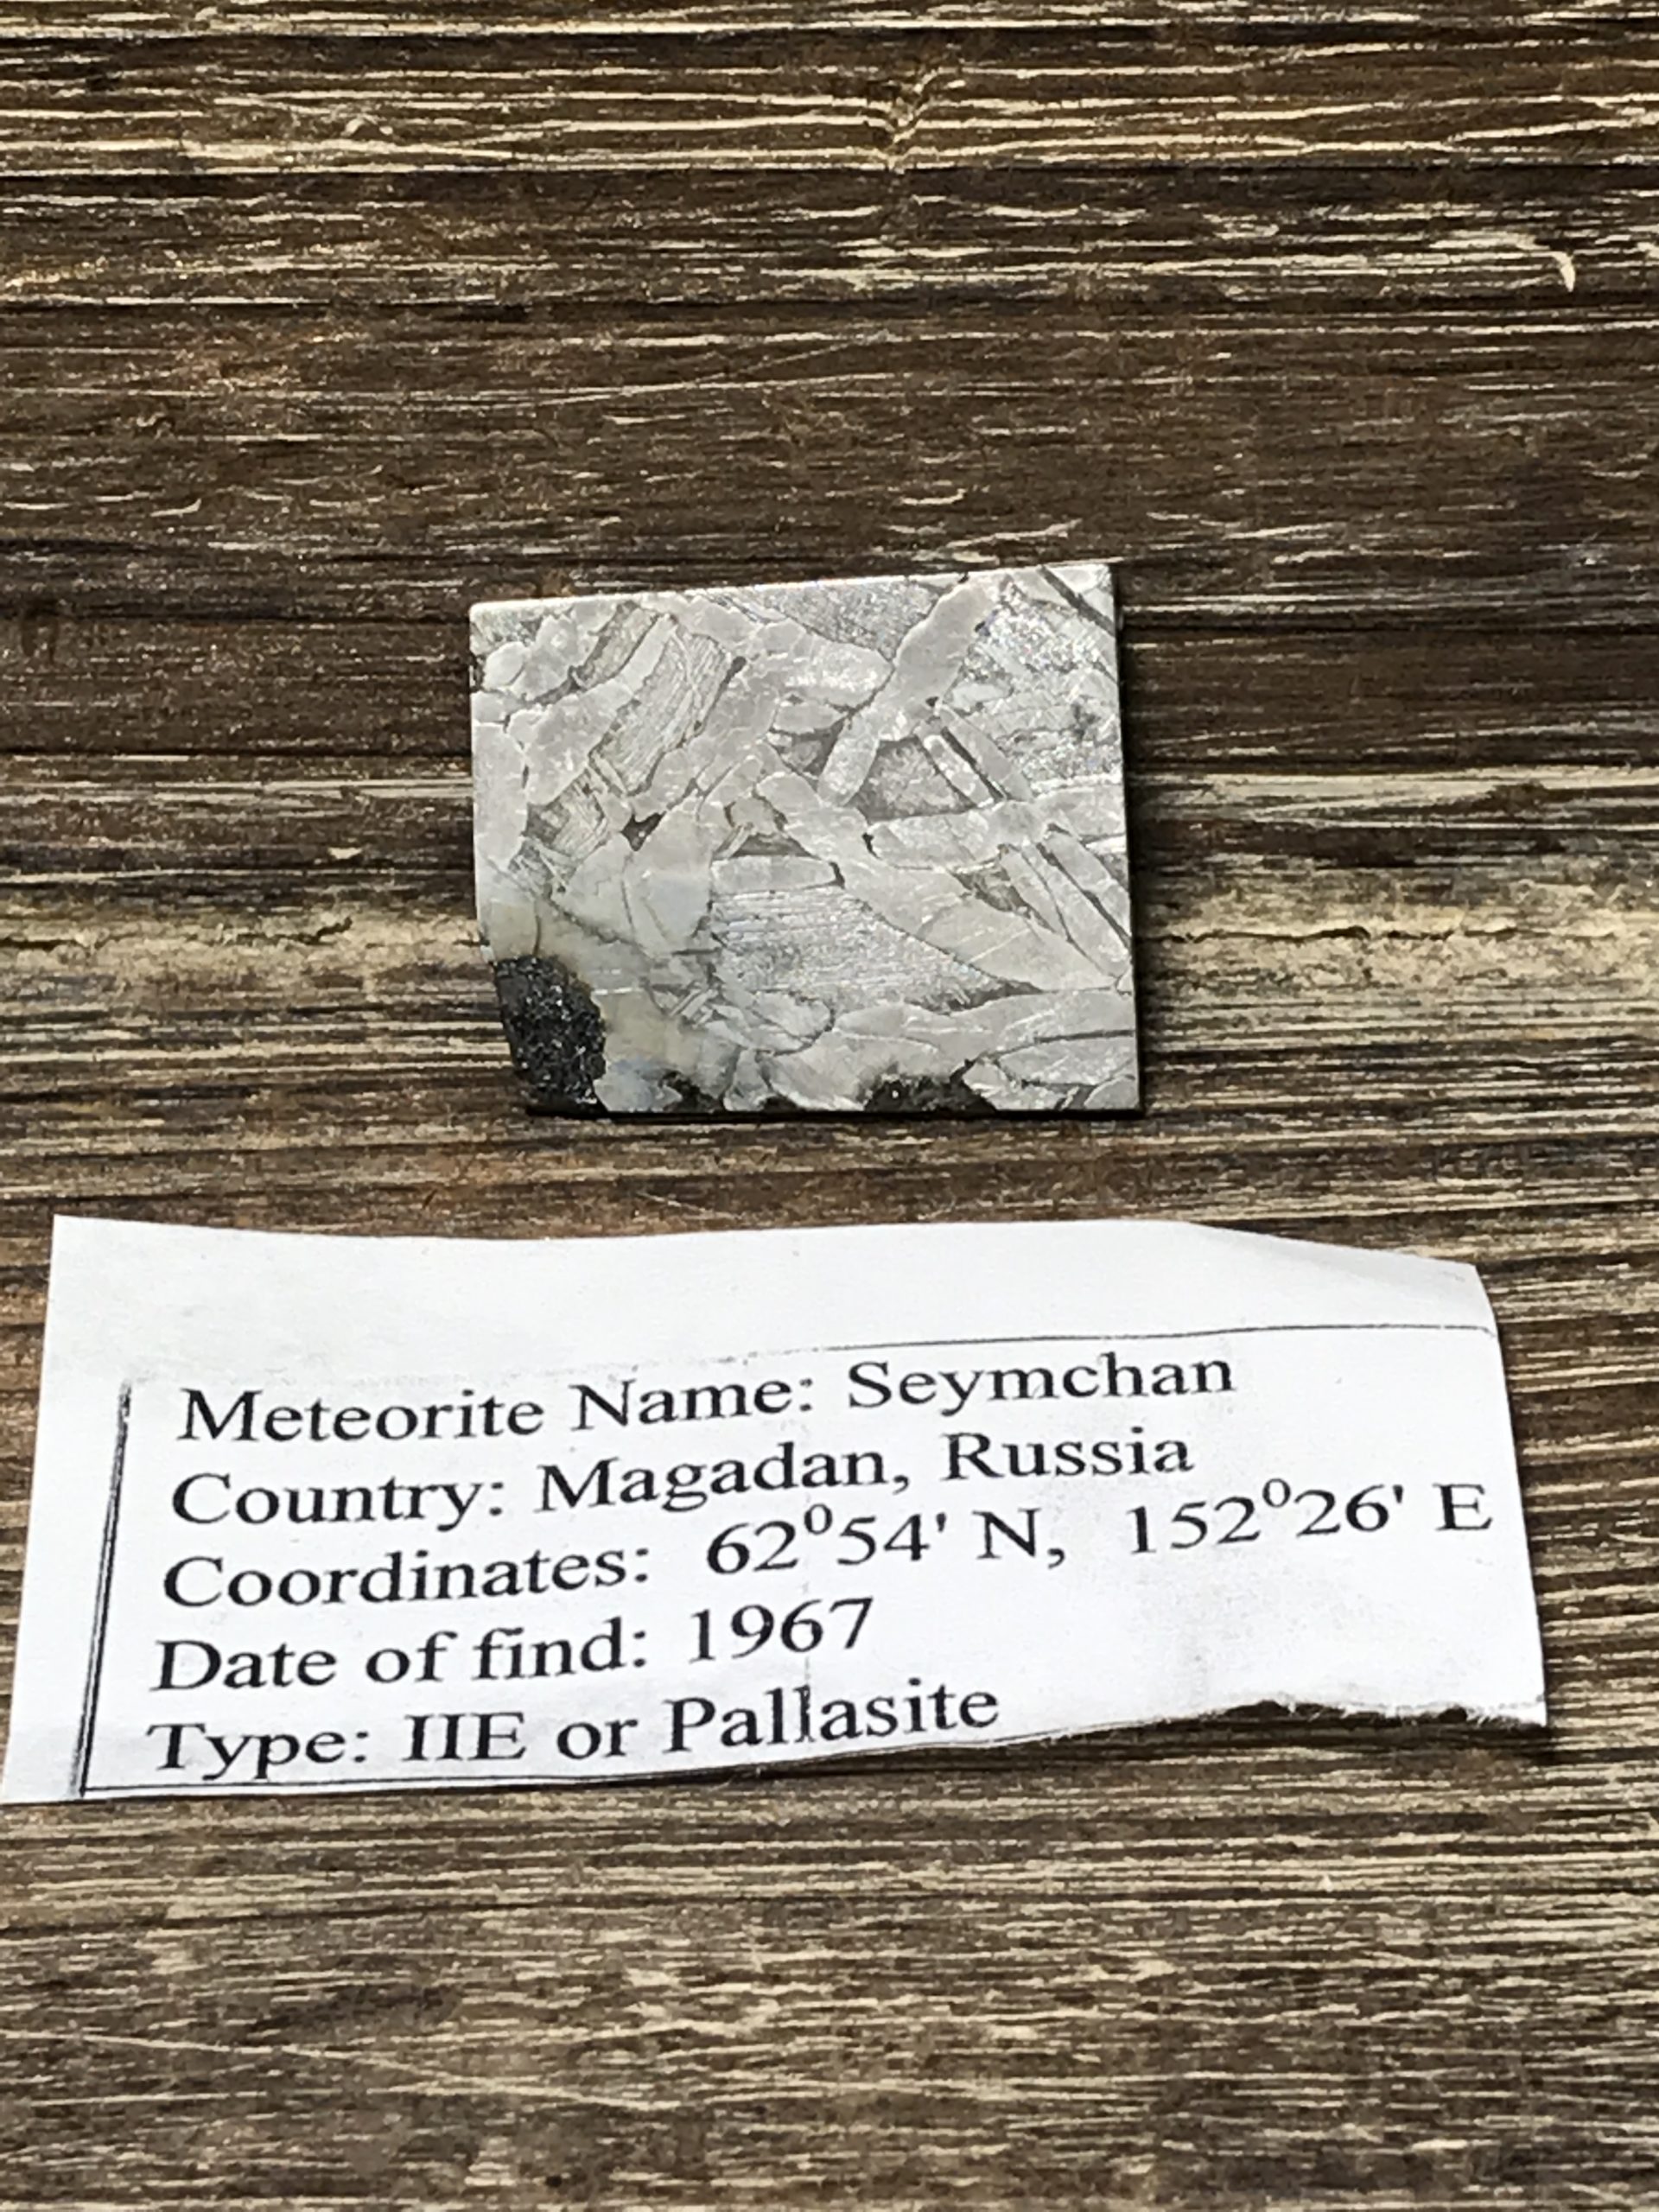 Meteorite Name: Seymchan
Country: Magadan, Russia
Coordinates: 62⁰54' N, 152⁰26' E
Date of find: 1967
Type: IIE or Pallasite